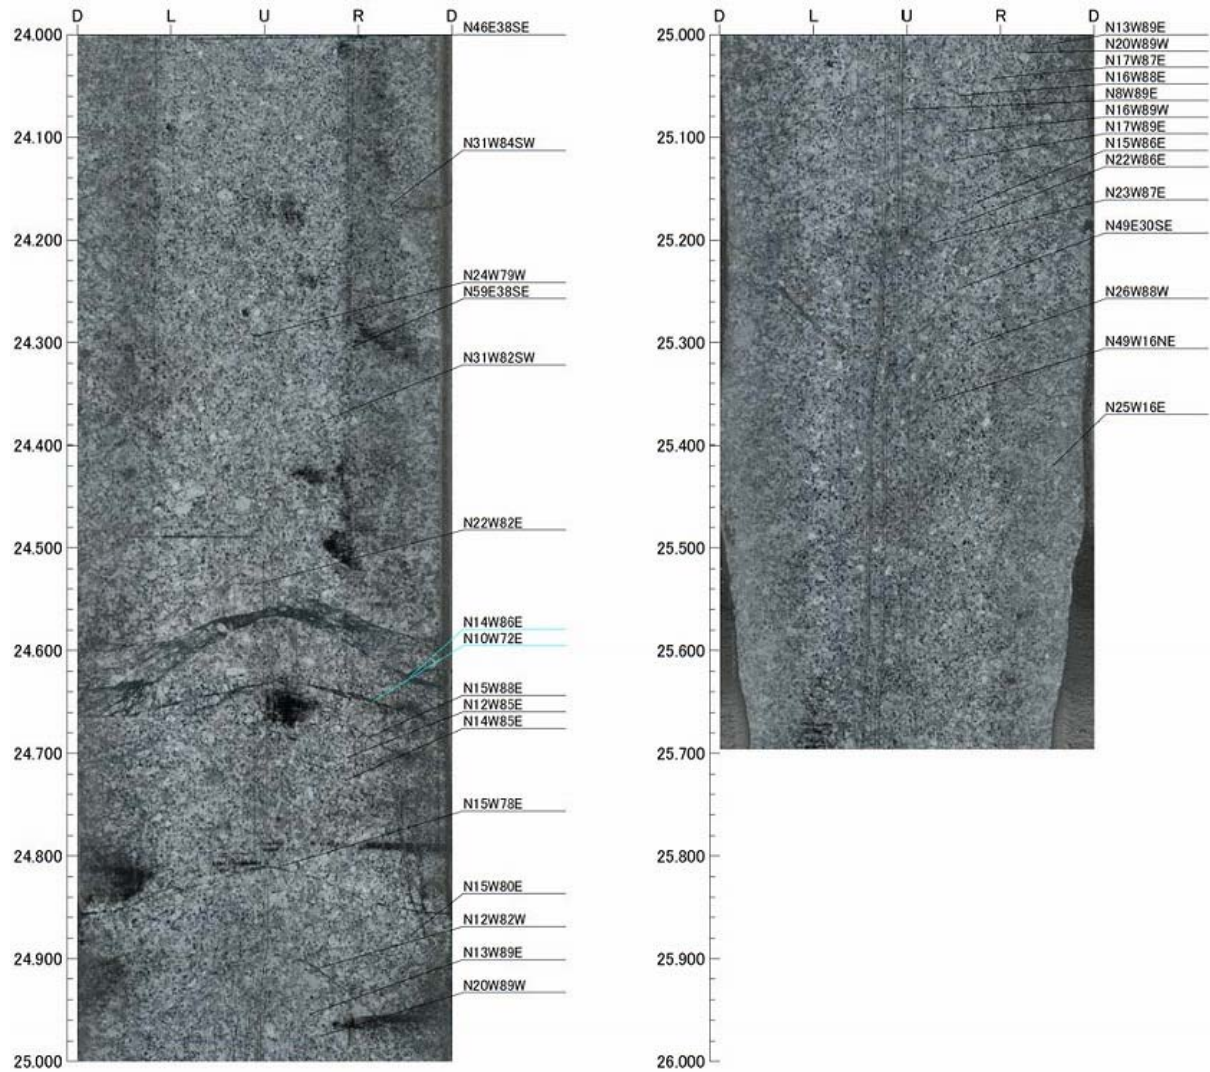 D L U R D
24.000
24.100
24.200
24.300
24.400
24.500
24.600
24.700
24.800
24.900
25.000
N46E38SE
N31W84SW
N24W79W
N59E38SE
N31W82SW
N22W82E
N14W86E
N10W72E
N15W88E
N12W85E
N14W85E
N15W78E
N15W80E
N12W82W
N13W89E
N20W89W
D L U R D
25.000
25.100
25.200
25.300
25.400
25.500
25.600
25.700
25.800
25.900
26.000
N13W89E
N20W89W
N17W87E
N16W88E
N8W89E
N16W89W
N17W89E
N15W86E
N22W86E
N23W87E
N49E30SE
N26W88W
N49W16NE
N25W16E